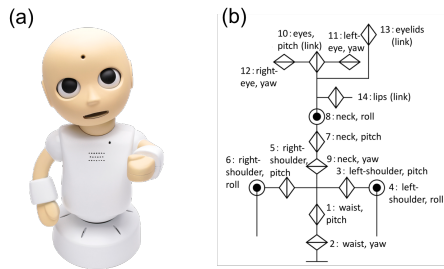 (a)
(b)
10: eyes,
pitch (link)
11: left-
eye, yaw
13: eyelids
(link)
12: right-
eye, yaw
14: lips (link)
8: neck, roll
7: neck, pitch
5: right-
shoulder,
pitch
6: right-
shoulder,
roll
9: neck, yaw
3: left-shoulder, pitch
4: left-
shoulder, roll
1: waist,
pitch
2: waist, yaw